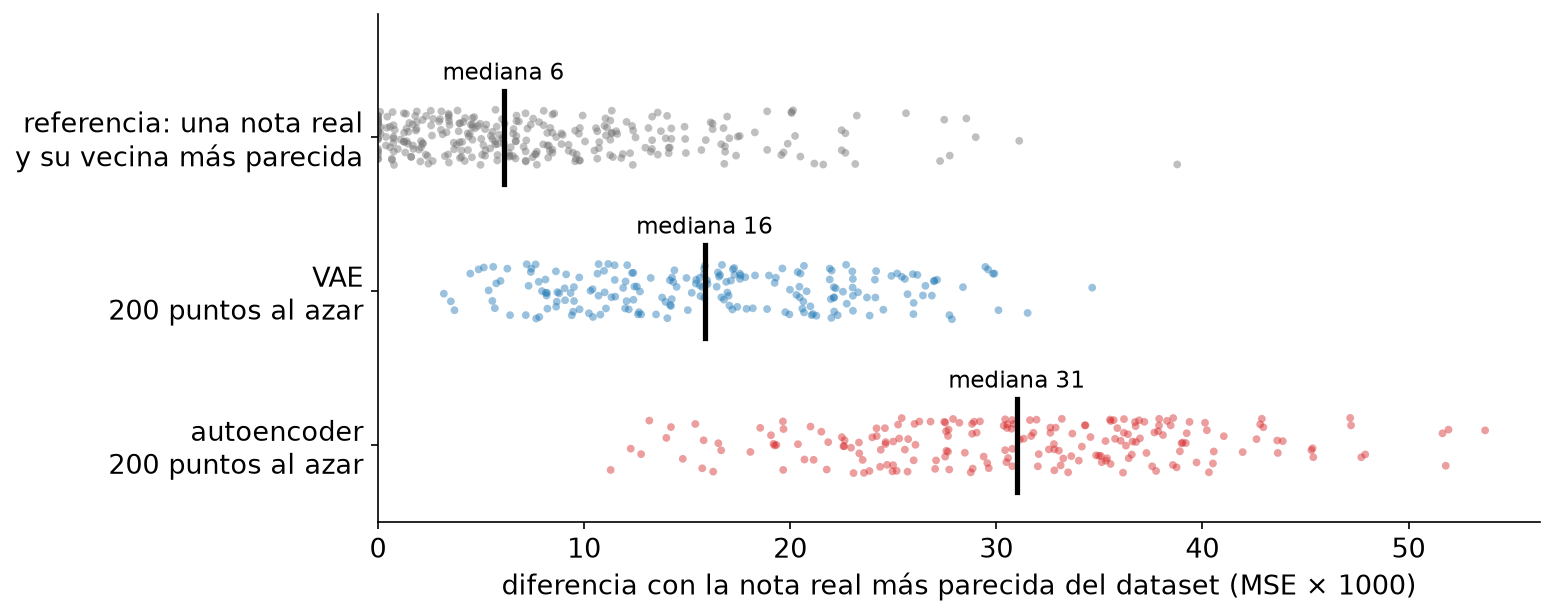 mediana 6
referencia: una nota real
y su vecina más parecida
mediana 16
VAE
200 puntos al azar
mediana 31
autoencoder
200 puntos al azar
0 10 20 30 40 50
diferencia con la nota real más parecida del dataset (MSE × 1000)